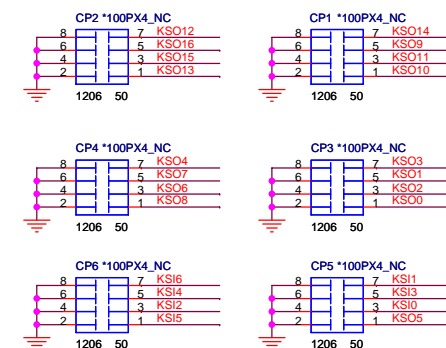 CP2 *100PX4_NC
8 7 KSO12
6 5 KSO16
4 3 KSO15
2 1 KSO13
1206 50
CP1 *100PX4_NC
8 7 KSO14
6 5 KSO9
4 3 KSO11
2 1 KSO10
1206 50
CP4 *100PX4_NC
8 7 KSO4
6 5 KSO7
4 3 KSO6
2 1 KSO8
1206 50
CP3 *100PX4_NC
8 7 KSO3
6 5 KSO1
4 3 KSO2
2 1 KSO0
1206 50
CP6 *100PX4_NC
8 7 KSI6
6 5 KSI4
4 3 KSI2
2 1 KSI5
1206 50
CP5 *100PX4_NC
8 7 KSI1
6 5 KSI3
4 3 KSI0
2 1 KSO5
1206 50